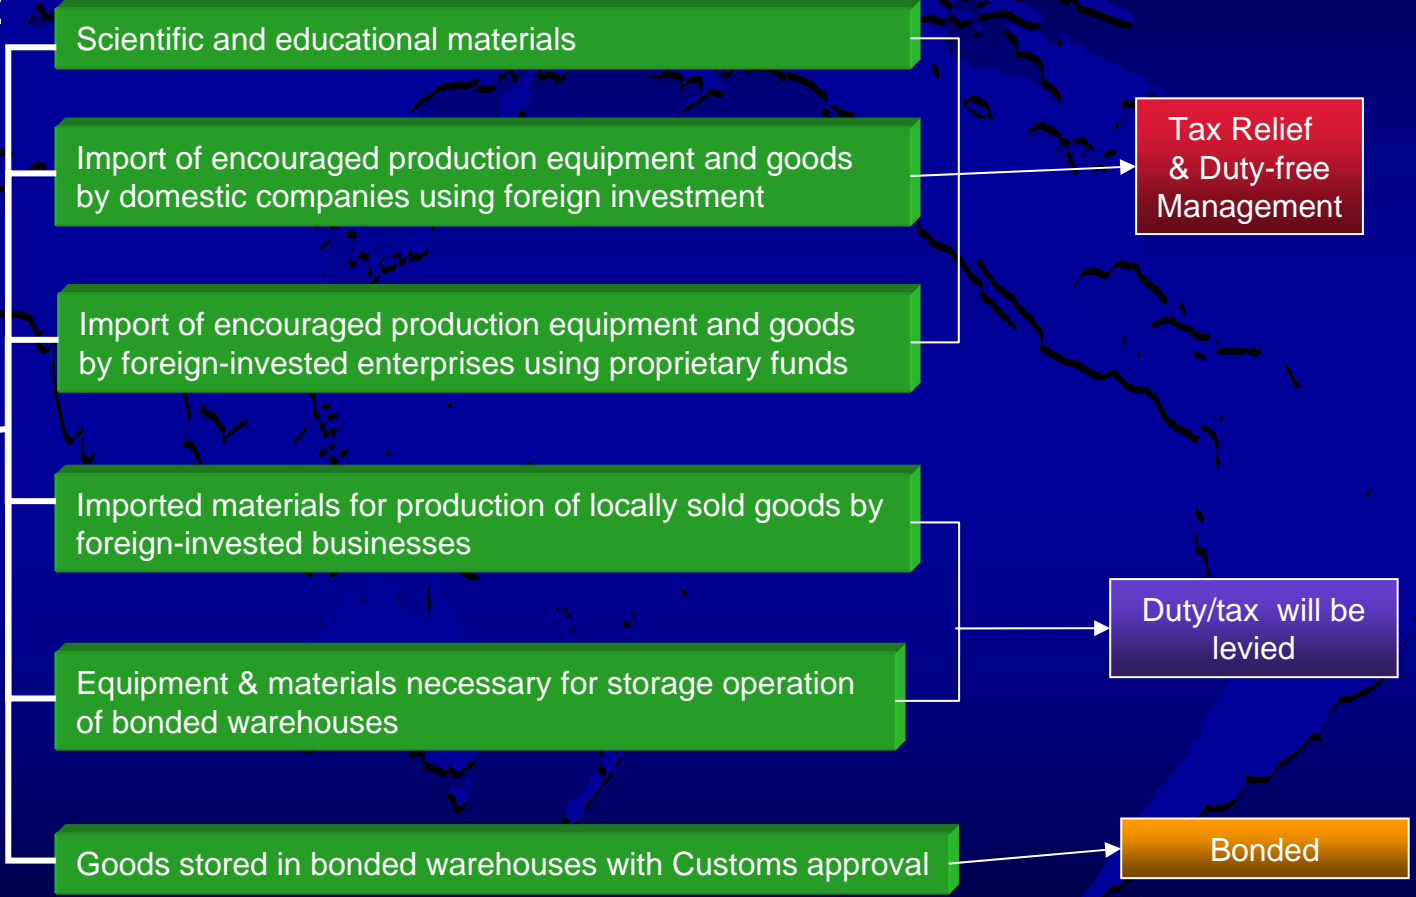 Scientific and educational materials
Import of encouraged production equipment and goods
by domestic companies using foreign investment
Tax Relief
& Duty-free
Management
Import of encouraged production equipment and goods
by foreign-invested enterprises using proprietary funds
Imported materials for production of locally sold goods by
foreign-invested businesses
Duty/tax will be
levied
Equipment & materials necessary for storage operation
of bonded warehouses
Goods stored in bonded warehouses with Customs approval
Bonded